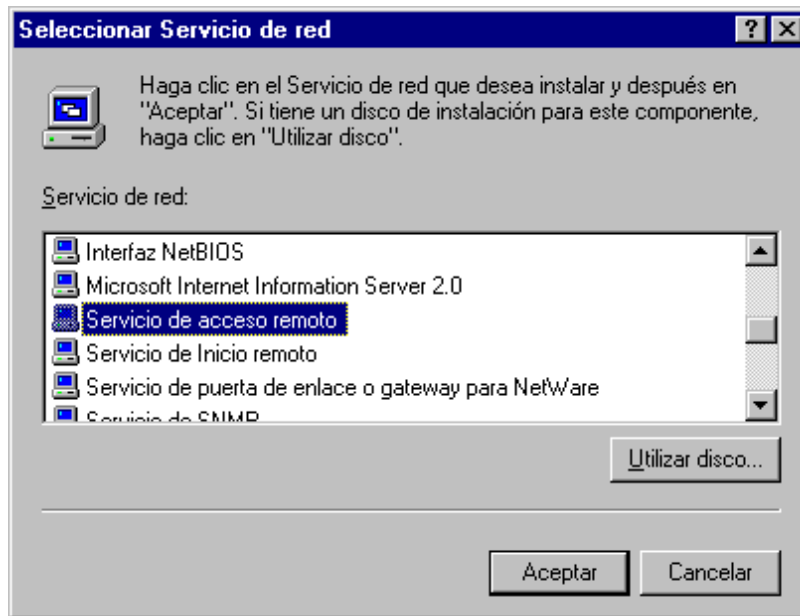 Seleccionar Servicio de red
Haga clic en el Servicio de red que desea instalar y después en
"Aceptar". Si tiene un disco de instalación para este componente,
haga clic en "Utilizar disco".
Servicio de red:
Interfaz NetBIOS
Microsoft Internet Information Server 2.0
Servicio de acceso remoto
Servicio de Inicio remoto
Servicio de puerta de enlace o gateway para NetWare
Servicio de SNMP
Utilizar disco...
Aceptar
Cancelar